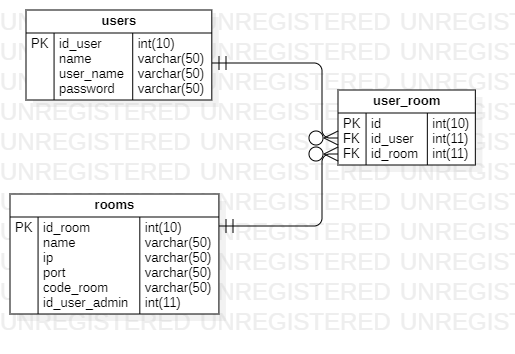 users
PK id_user int(10)
name varchar(50)
user_name varchar(50)
password varchar(50)
user_room
PK id int(10)
FK id_user int(11)
FK id_room int(11)
rooms
PK id_room int(10)
name varchar(50)
ip varchar(50)
port varchar(50)
code_room varchar(50)
id_user_admin int(11)
UNREGISTERED UNREGISTERED UNREGIS